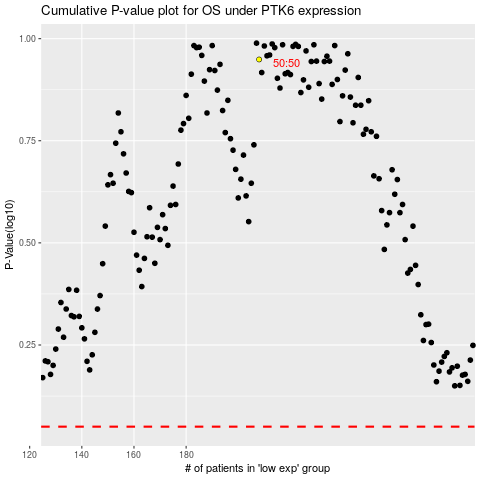 Cumulative P-value plot for OS under PTK6 expression
P-Value(log10)
1.00
0.75
0.50
0.25
50:50
120 140 160 180
# of patients in 'low exp' group